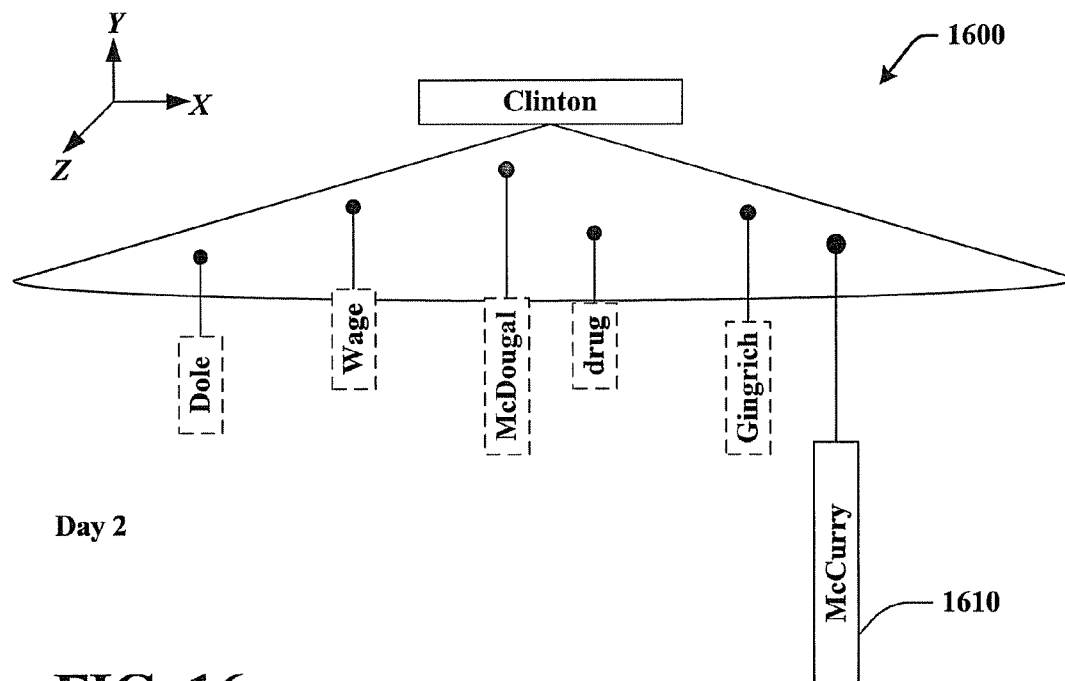 Y
1600
X
Clinton
Z
Dole
Wage
McDougal
drug
Gingrich
McCurry
Day 2
1610
FIG. 16